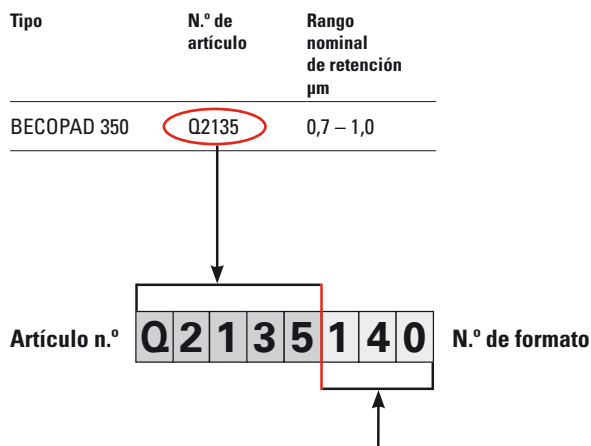 Tipo N.º de artículo Rango nominal de retención µm
BECOPAD 350 Q2135 0,7 – 1,0
Artículo n.º Q2135140 N.º de formato